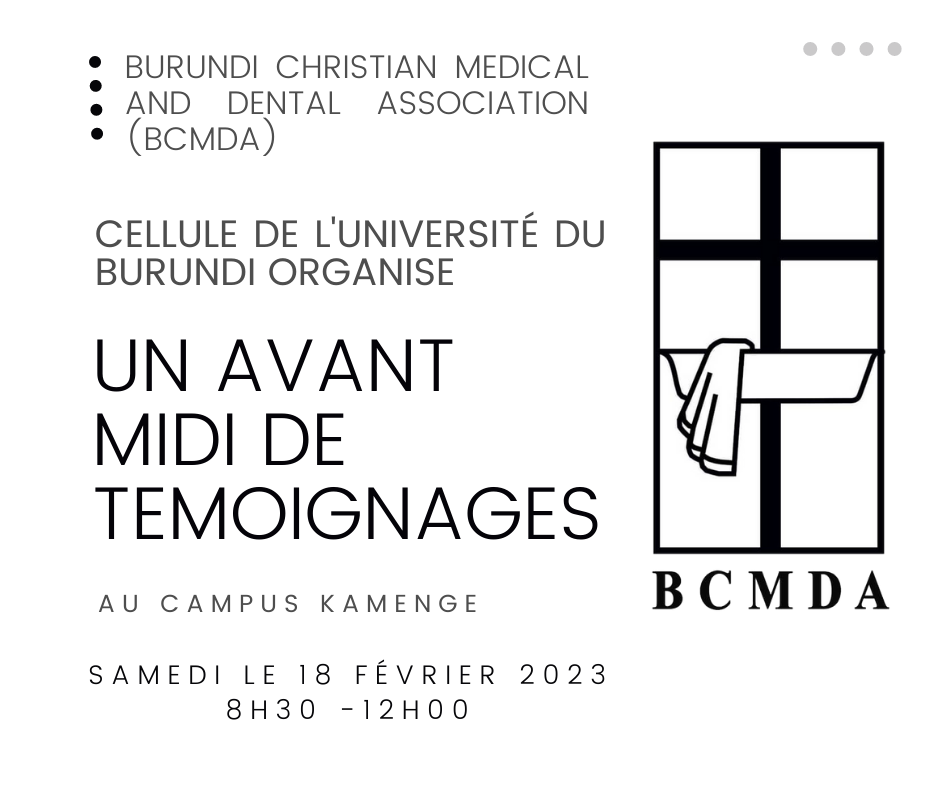 BURUNDI CHRISTIAN MEDICAL
AND DENTAL ASSOCIATION
(BCMDA)
CELLULE DE L'UNIVERSITÉ DU
BURUNDI ORGANISE
UN AVANT
MIDI DE
TEMOIGNAGES
AU CAMPUS KAMENGE
SAMEDI LE 18 FÉVRIER 2023
8H30 -12H00
BCMDA